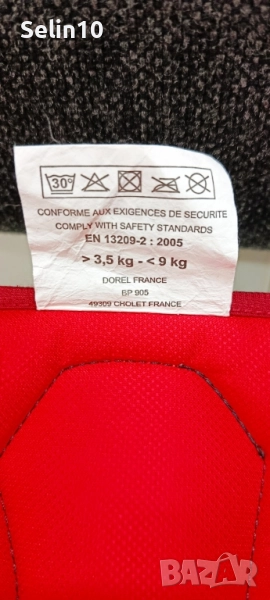 Selin10
30°
CONFORME AUX EXIGENCES DE SECURITE
COMPLY WITH SAFETY STANDARDS
EN 13209-2 : 2005
> 3,5 kg - < 9 kg
DOREL FRANCE
BP 905
49309 CHOLET FRANCE
BAZAR